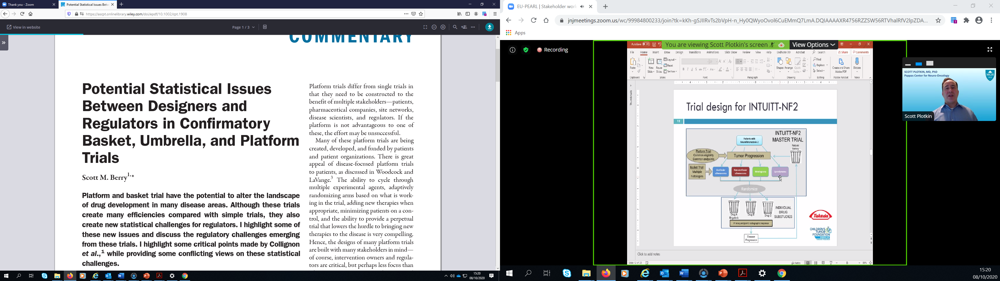 Thank you - Zoom
Potential Statistical Issues Betw
https://ascpt.onlinelibrary.wiley.com/doi/epdf/10.1002/cpt.1908
View in website
Page 1 / 3
COMMENTARY
Potential Statistical Issues
Between Designers and
Regulators in Confirmatory
Basket, Umbrella, and Platform
Trials
Scott M. Berry1,*
Platform and basket trial have the potential to alter the landscape
of drug development in many disease areas. Although these trials
create many efficiencies compared with simple trials, they also
create new statistical challenges for regulators. I highlight some of
these new issues and discuss the regulatory challenges emerging
from these trials. I highlight some critical points made by Collignon
et al.,1 while providing some conflicting views on these statistical
challenges.
Platform trials differ from single trials in
that they need to be constructed to the
benefit of multiple stakeholders—patients,
pharmaceutical companies, site networks,
disease scientists, and regulators. If the
platform is not advantageous to one of
these, the effort may be unsuccessful.
Many of these platform trials are being
created, developed, and funded by patients
and patient organizations. There is great
appeal of disease-focused platform trials
to patients, as discussed in Woodcock and
LaVange.3 The ability to cycle through
multiple experimental agents, adaptively
randomizing arms based on what is work-
ing in the trial, adding new therapies when
appropriate, minimizing patients on a con-
trol, and the ability to provide a perpetual
trial that lowers the hurdle to bringing new
therapies to the disease is very compelling.
Hence, the designs of many platform trials
are built with many stakeholders in mind—
of course, intervention owners and regula-
tors are critical, but perhaps less focus than
15:20
08/10/2020
EU-PEARL | Stakeholder wor
Apps
Recording
You are viewing Scott Plotkin's screen
View Options
AutoSave
File Home Insert Draw Design Transitions Animations Slide Show Review View Help EndNote X9 Acrobat Search Share Comments
Paste
New Slides
Reuse Slides
Layout
Reset
Section
Shapes Arrange Quick Styles
Find
Replace
Select
Create and Share Adobe PDF
Dictate
Clipboard Slides Font Paragraph Drawing Editing Adobe Acrobat Voice
Thumbnails
Trial design for INTUITT-NF2
12
INTUITT-NF2
MASTER TRIAL
Patients with
Neurofibromatosis 2
Natural
history
Platform Trial:
Common eligibility
Common endpoints
Tumor Progression
Basket Trial:
Multiple
histologies
Vestibular
schwannoma
Non-vestibular
schwannoma
Meningioma
Ependymoma
Randomize
Drug A
Brigatinib
Drug B
Drug C
INDIVIDUAL
DRUG
SUBSTUDIES
Primary endpoint: radiographic response
Disease
Progression
Takeda
CHILDREN'S
TUMOR
FOUNDATION
Click to add notes
Slide 12 of 25
Notes
89%
SCOTT PLOTKIN, MD, PhD
Pappas Center for Neuro-Oncology
MGH
Scott Plotkin
15:20
08/10/2020